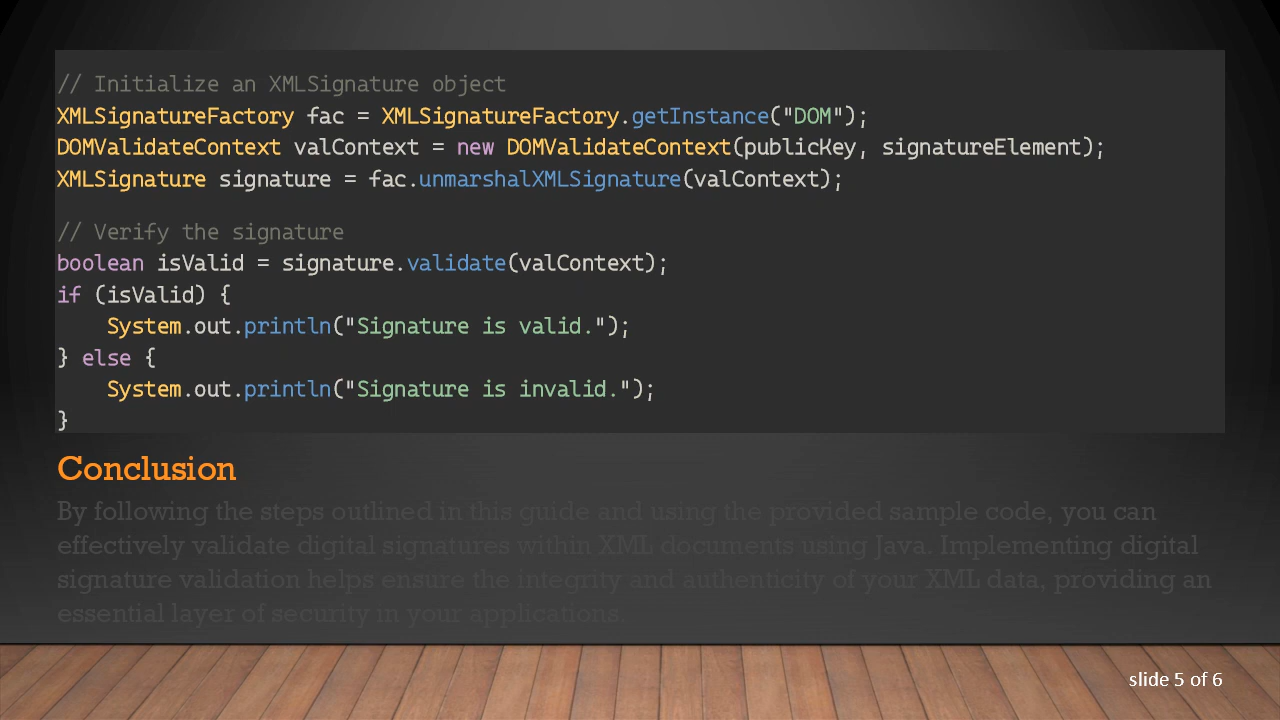 // Initialize an XMLSignature object
XMLSignatureFactory fac = XMLSignatureFactory.getInstance("DOM");
DOMValidateContext valContext = new DOMValidateContext(publicKey, signatureElement);
XMLSignature signature = fac.unmarshalXMLSignature(valContext);
// Verify the signature
boolean isValid = signature.validate(valContext);
if (isValid) {
    System.out.println("Signature is valid.");
} else {
    System.out.println("Signature is invalid.");
}
Conclusion
By following the steps outlined in this guide and using the provided sample code, you can
effectively validate digital signatures within XML documents using Java. Implementing digital
signature validation helps ensure the integrity and authenticity of your XML data, providing an
essential layer of security in your applications.
slide 5 of 6